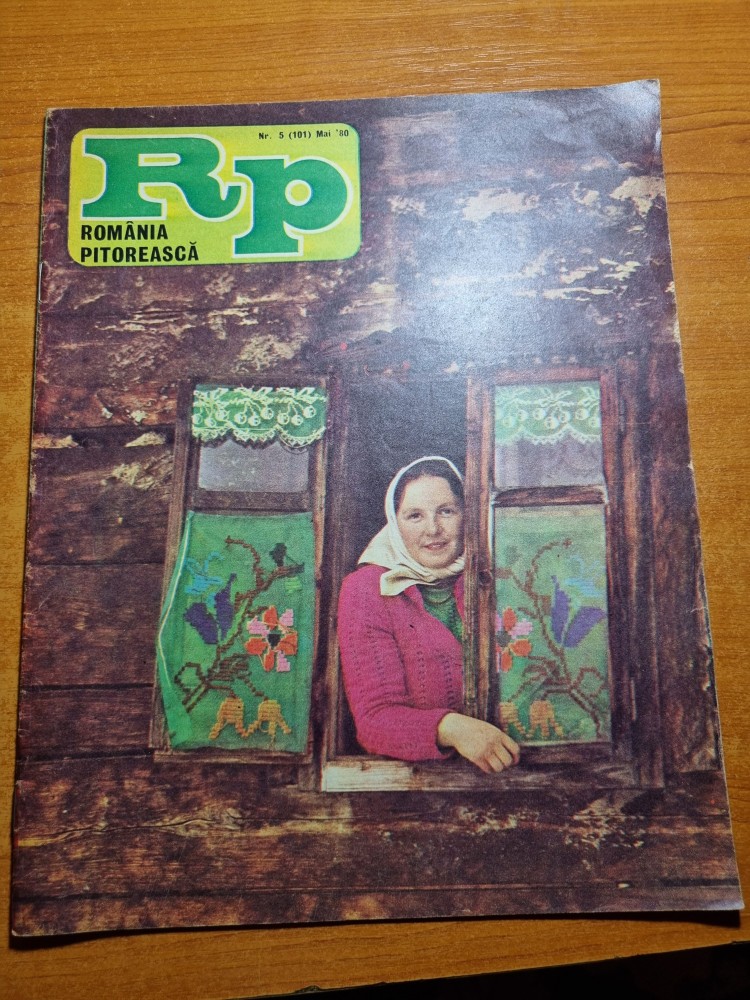 Nr. 5 (101) Mai '80
Rp
ROMÂNIA
PITOREASCĂ